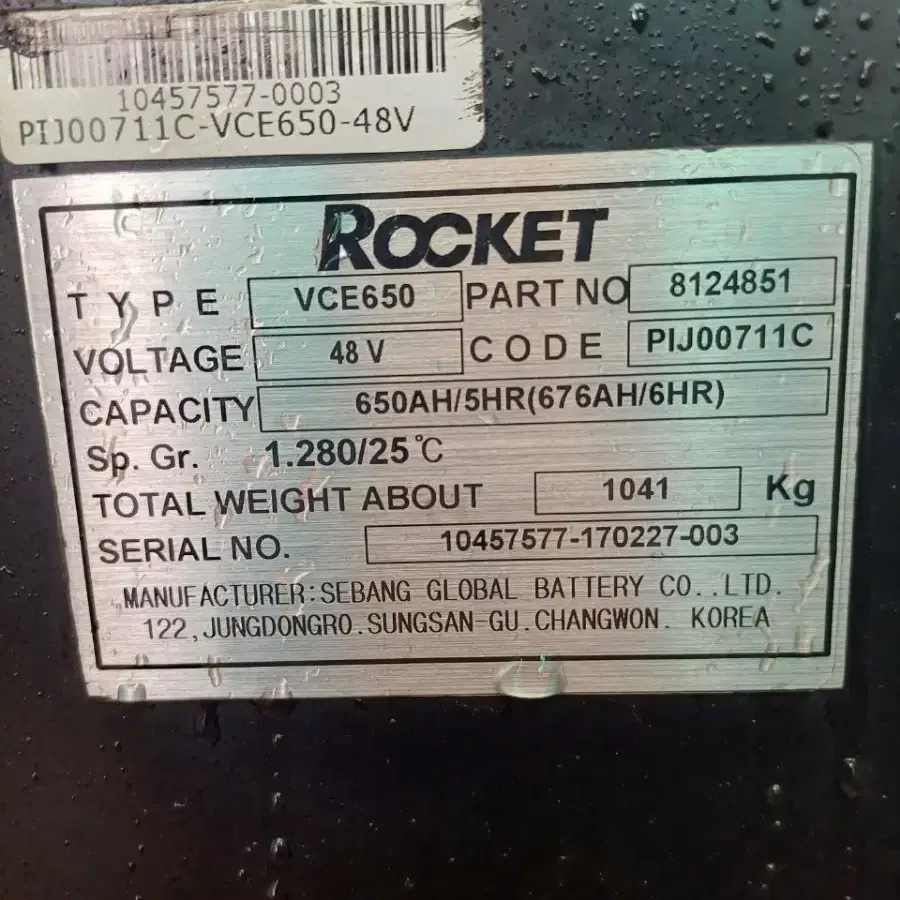 10457577-0003
PIJ00711C-VCE650-48V
ROCKET
TYPE VCE650 PART NO 8124851
VOLTAGE 48 V CODE PIJ00711C
CAPACITY 650AH/5HR(676AH/6HR)
Sp. Gr. 1.280/25℃
TOTAL WEIGHT ABOUT 1041 Kg
SERIAL NO. 10457577-170227-003
MANUFACTURER:SEBANG GLOBAL BATTERY CO..LTD.
122,JUNGDONGRO.SUNGSAN-GU.CHANGWON. KOREA